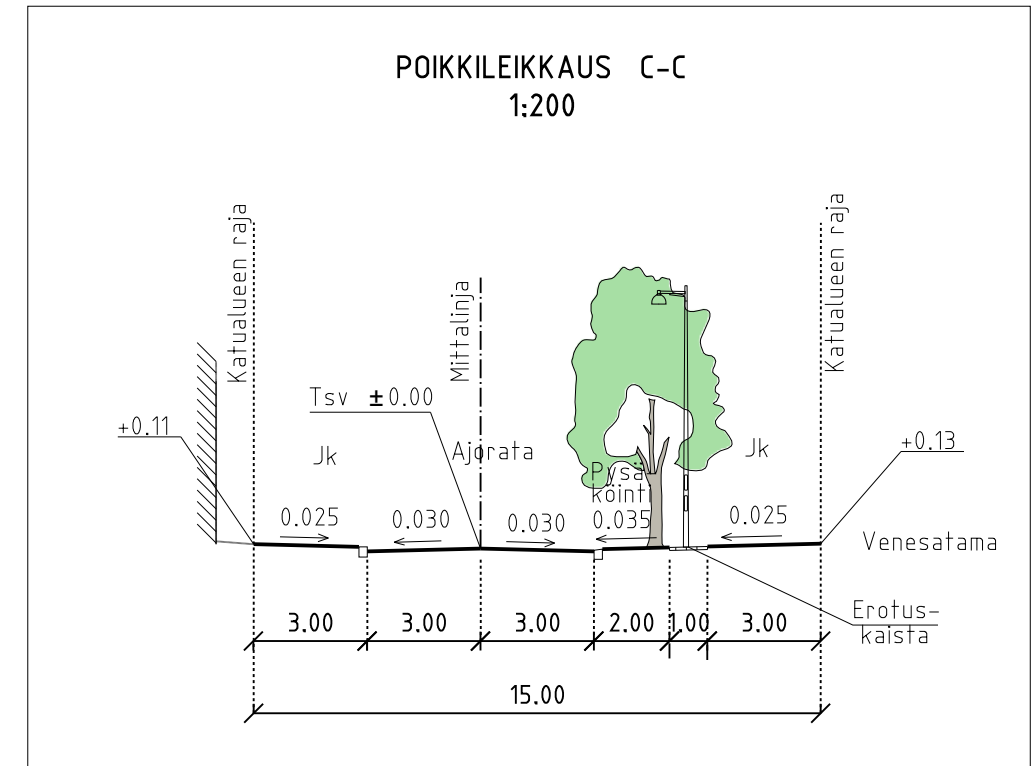 POIKKILEIKKAUS C-C
1:200
Katualueen raja
Mittalinja
Katualueen raja
Tsv ±0.00
+0.11
Jk
Ajorata
Pysä
köinti
Jk
+0.13
0.025
0.030
0.030
0.035
0.025
Venesatama
3.00
3.00
3.00
2.00
1.00
3.00
Erotus-
kaista
15.00